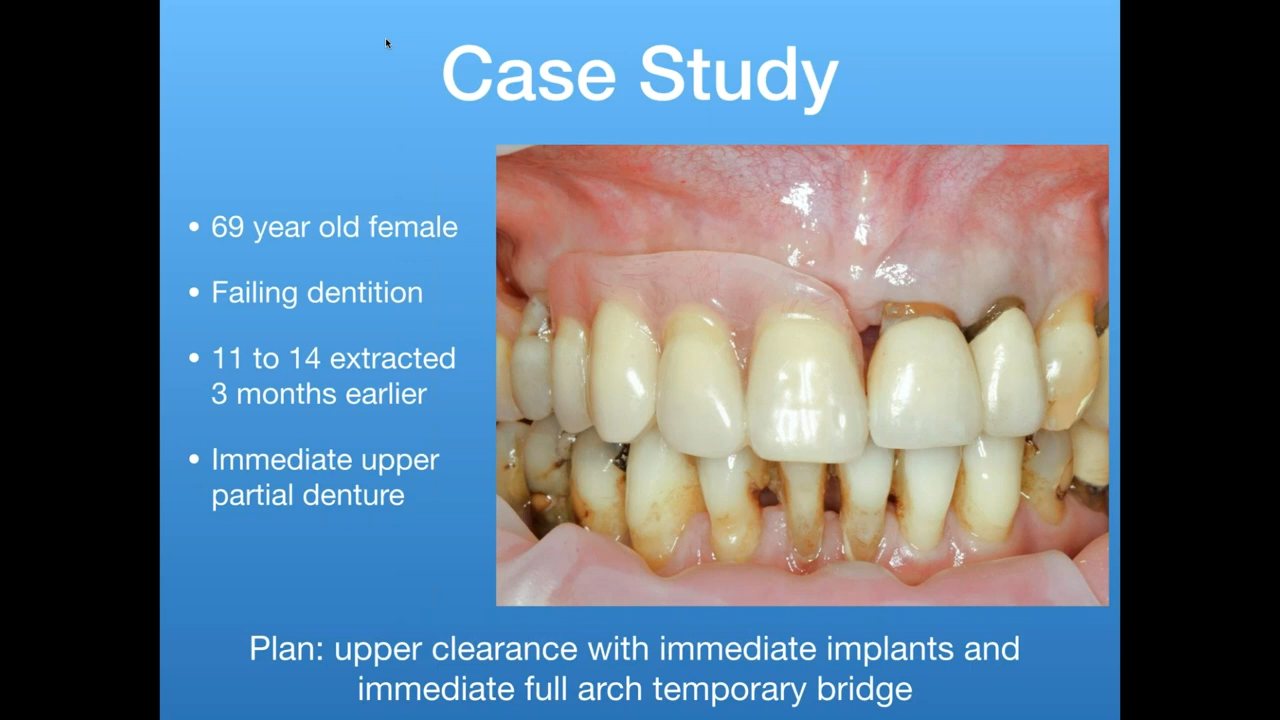 Case Study
• 69 year old female
• Failing dentition
• 11 to 14 extracted
3 months earlier
• Immediate upper
partial denture
Plan: upper clearance with immediate implants and
immediate full arch temporary bridge